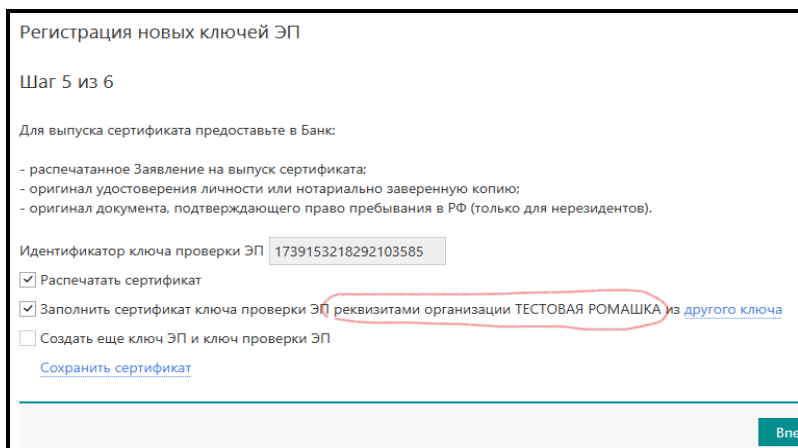 Регистрация новых ключей ЭП
Шаг 5 из 6
Для выпуска сертификата предоставьте в Банк:
- распечатанное Заявление на выпуск сертификата;
- оригинал удостоверения личности или нотариально заверенную копию;
- оригинал документа, подтверждающего право пребывания в РФ (только для нерезидентов).
Идентификатор ключа проверки ЭП 1739153218292103585
Распечатать сертификат
Заполнить сертификат ключа проверки ЭП реквизитами организации ТЕСТОВАЯ РОМАШКА из другого ключа
Создать еще ключ ЭП и ключ проверки ЭП
Сохранить сертификат